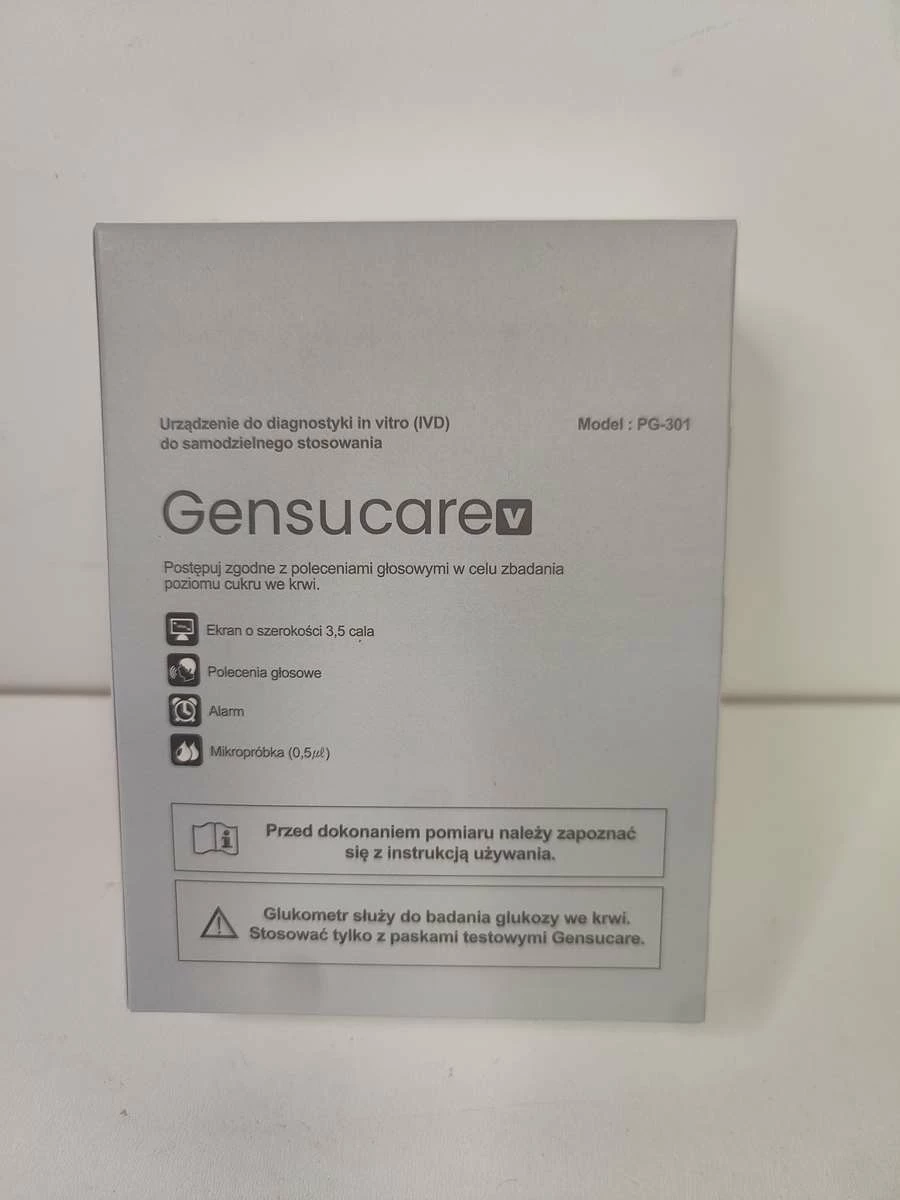 Urządzenie do diagnostyki in vitro (IVD)
do samodzielnego stosowania
Model : PG-301
Gensucare V
Postępuj zgodne z poleceniami głosowymi w celu zbadania
poziomu cukru we krwi.
Ekran o szerokości 3,5 cala
Polecenia głosowe
Alarm
Mikropróbka (0,5㎕)
Przed dokonaniem pomiaru należy zapoznać
się z instrukcją używania.
Glukometr służy do badania glukozy we krwi.
Stosować tylko z paskami testowymi Gensucare.